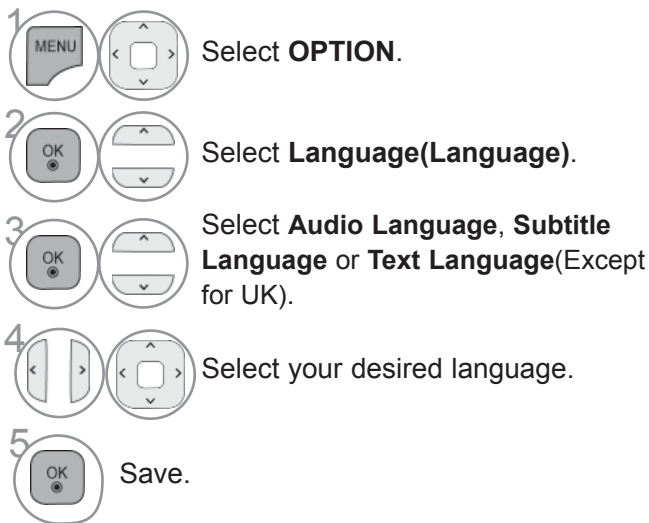 1
MENU
Select OPTION.
2
OK
Select Language(Language).
3
OK
Select Audio Language, Subtitle
Language or Text Language(Except
for UK).
4
Select your desired language.
5
OK
Save.